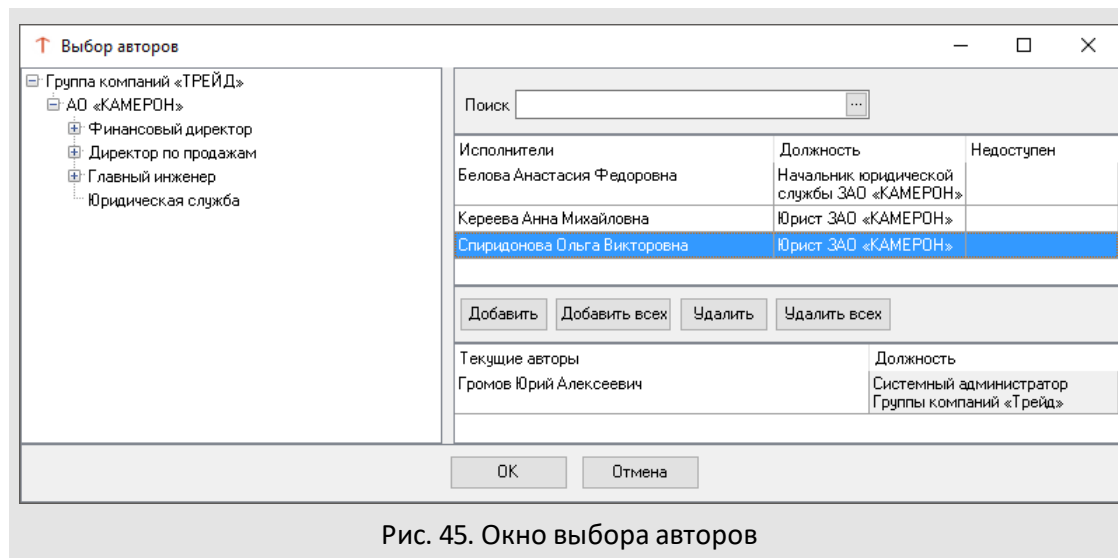 Выбор авторов
Группа компаний «ТРЕЙД»
АО «КАМЕРОН»
Финансовый директор
Директор по продажам
Главный инженер
Юридическая служба
Поиск
...
Исполнители Должность Недоступен
Белова Анастасия Федоровна Начальник юридической
службы ЗАО «КАМЕРОН»
Кереева Анна Михайловна Юрист ЗАО «КАМЕРОН»
Спиридонова Ольга Викторовна Юрист ЗАО «КАМЕРОН»
Добавить Добавить всех Удалить Удалить всех
Текущие авторы Должность
Громов Юрий Алексеевич Системный администратор
Группы компаний «Трейд»
ОК Отмена
Рис. 45. Окно выбора авторов